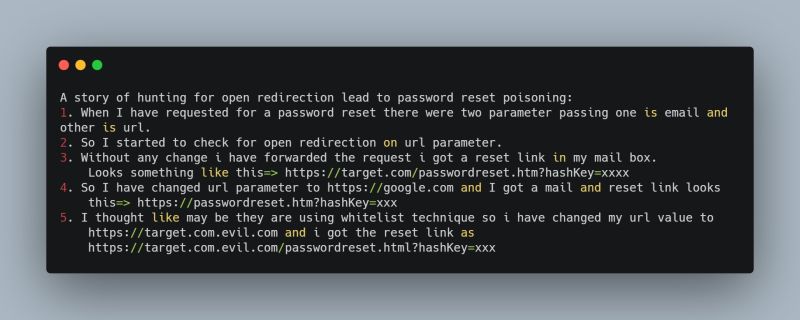 A story of hunting for open redirection lead to password reset poisoning:
1. When I have requested for a password reset there were two parameter passing one is email and
other is url.
2. So I started to check for open redirection on url parameter.
3. Without any change i have forwarded the request i got a reset link in my mail box.
Looks something like this=> https://target.com/passwordreset.htm?hashKey=xxxx
4. So I have changed url parameter to https://google.com and I got a mail and reset link looks
this=> https://passwordreset.htm?hashKey=xxx
5. I thought like may be they are using whitelist technique so i have changed my url value to
https://target.com.evil.com and i got the reset link as
https://target.com.evil.com/passwordreset.html?hashKey=xxx